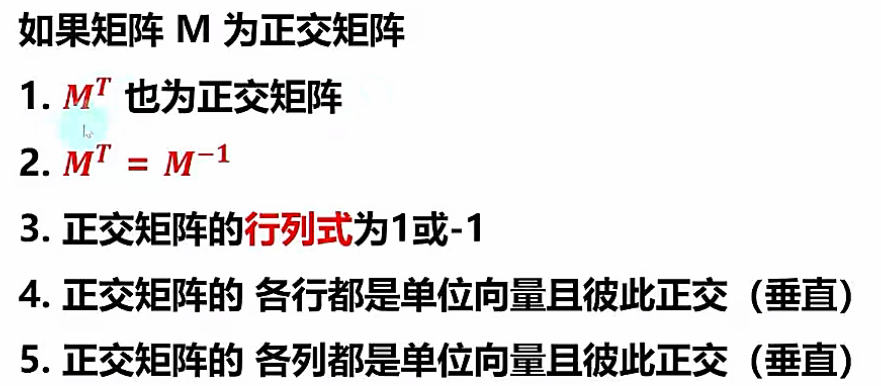 如果矩阵 M 为正交矩阵
1. Mᵀ 也为正交矩阵
2. Mᵀ = M⁻¹
3. 正交矩阵的行列式为1或-1
4. 正交矩阵的 各行都是单位向量且彼此正交（垂直）
5. 正交矩阵的 各列都是单位向量且彼此正交（垂直）